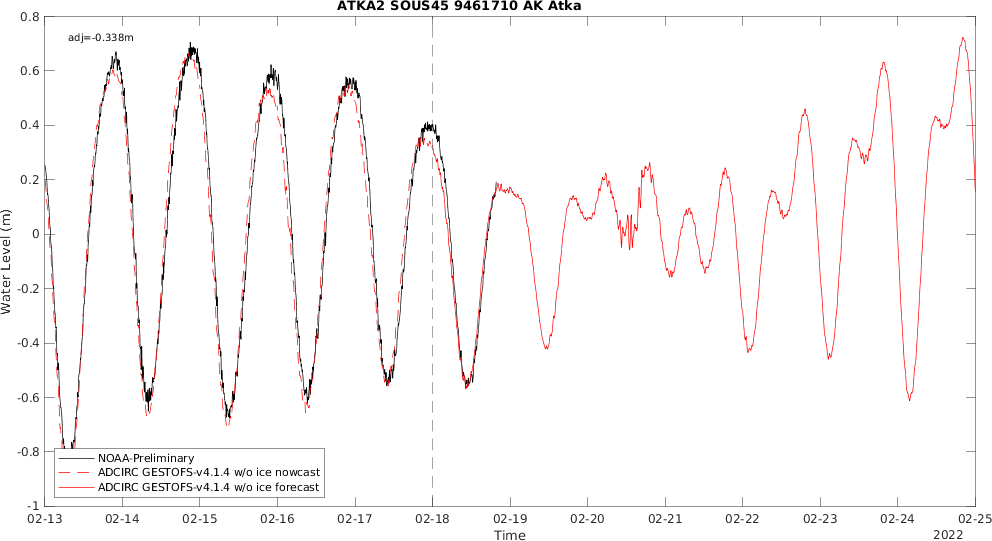 ATKA2 SOUS45 9461710 AK Atka
adj=-0.338m
Water Level (m)
0.8
0.6
0.4
0.2
0
-0.2
-0.4
-0.6
-0.8
-1
NOAA-Preliminary
ADCIRC GESTOFS-v4.1.4 w/o ice nowcast
ADCIRC GESTOFS-v4.1.4 w/o ice forecast
02-13 02-14 02-15 02-16 02-17 02-18 02-19 02-20 02-21 02-22 02-23 02-24 02-25
Time
2022